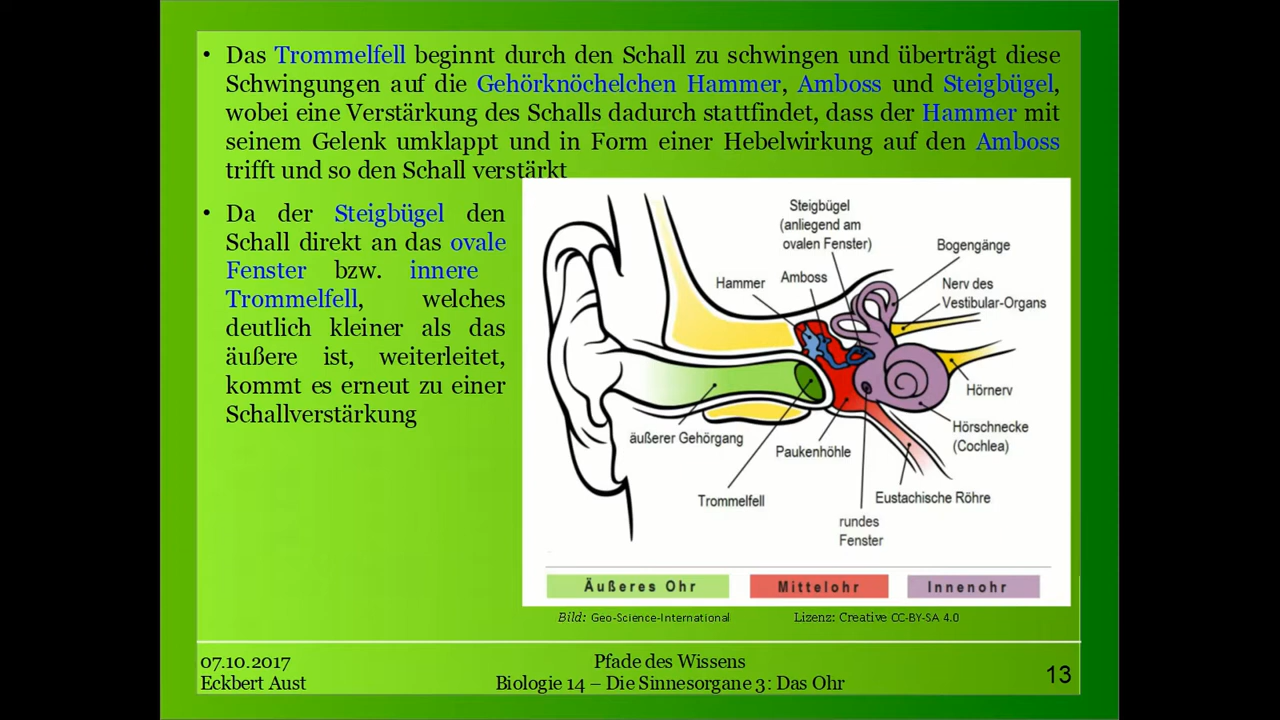 • Das Trommelfell beginnt durch den Schall zu schwingen und überträgt diese
Schwingungen auf die Gehörknöchelchen Hammer, Amboss und Steigbügel,
wobei eine Verstärkung des Schalls dadurch stattfindet, dass der Hammer mit
seinem Gelenk umklappt und in Form einer Hebelwirkung auf den Amboss
trifft und so den Schall verstärkt
• Da der Steigbügel den
Schall direkt an das ovale
Fenster bzw. innere
Trommelfell, welches
deutlich kleiner als das
äußere ist, weiterleitet,
kommt es erneut zu einer
Schallverstärkung
Steigbügel
(anliegend am
ovalen Fenster)
Bogengänge
Hammer
Amboss
Nerv des
Vestibular-Organs
Hörnerv
Hörschnecke
(Cochlea)
äußerer Gehörgang
Paukenhöhle
Trommelfell
Eustachische Röhre
rundes
Fenster
Äußeres Ohr
Mittelohr
Innenohr
Bild: Geo-Science-International
Lizenz: Creative CC-BY-SA 4.0
07.10.2017
Eckbert Aust
Pfade des Wissens
Biologie 14 – Die Sinnesorgane 3: Das Ohr
13